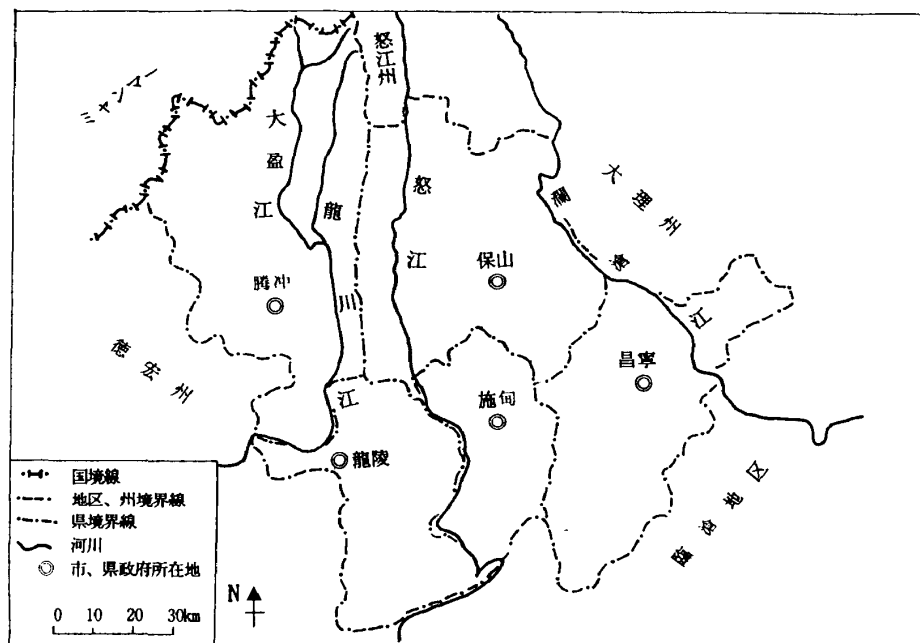 ミャンマー
大盈江
怒江州
龍川江
怒江
瀾滄江
大理州
保山
腾冲
徳宏州
昌寧
施甸
龍陵
臨滄地区
国境線
地区、州境界線
県境界線
河川
市、県政府所在地
N
0 10 20 30km